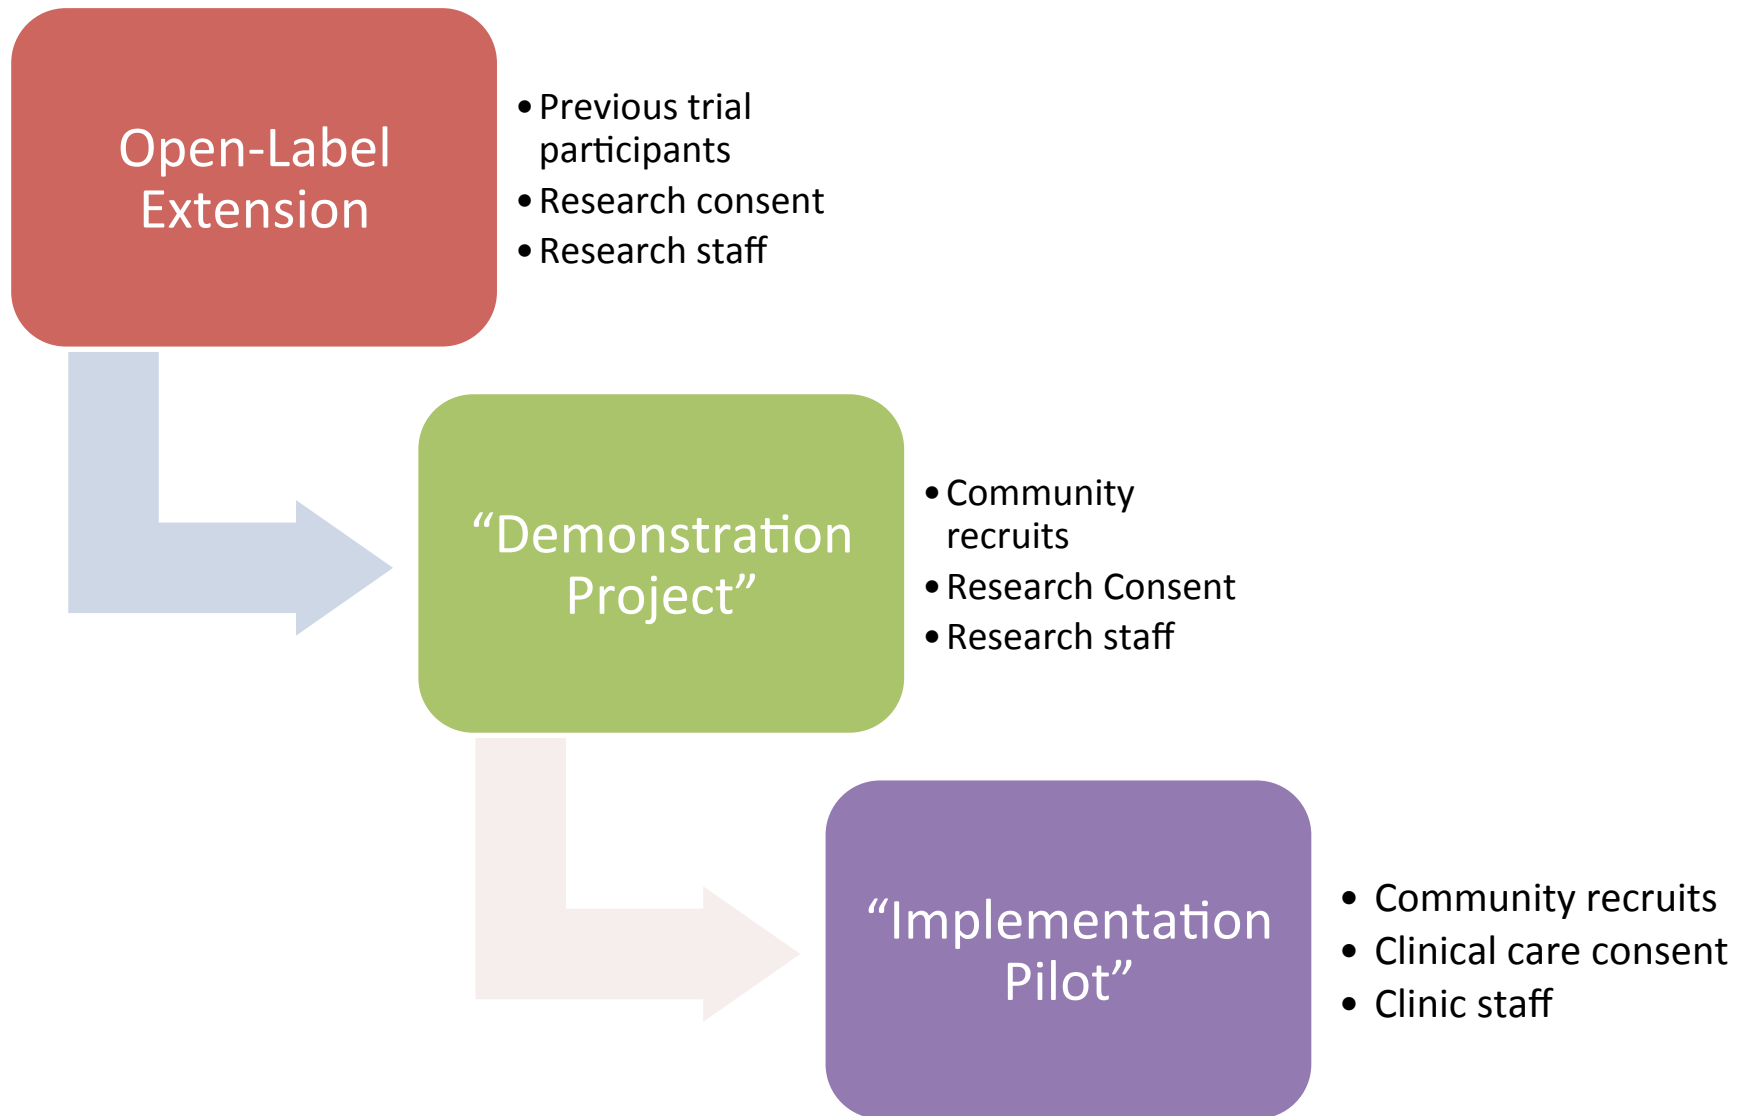 Open-Label
Extension
• Previous trial
participants
• Research consent
• Research staff
“Demonstration
Project”
• Community
recruits
• Research Consent
• Research staff
“Implementation
Pilot”
• Community recruits
• Clinical care consent
• Clinic staff